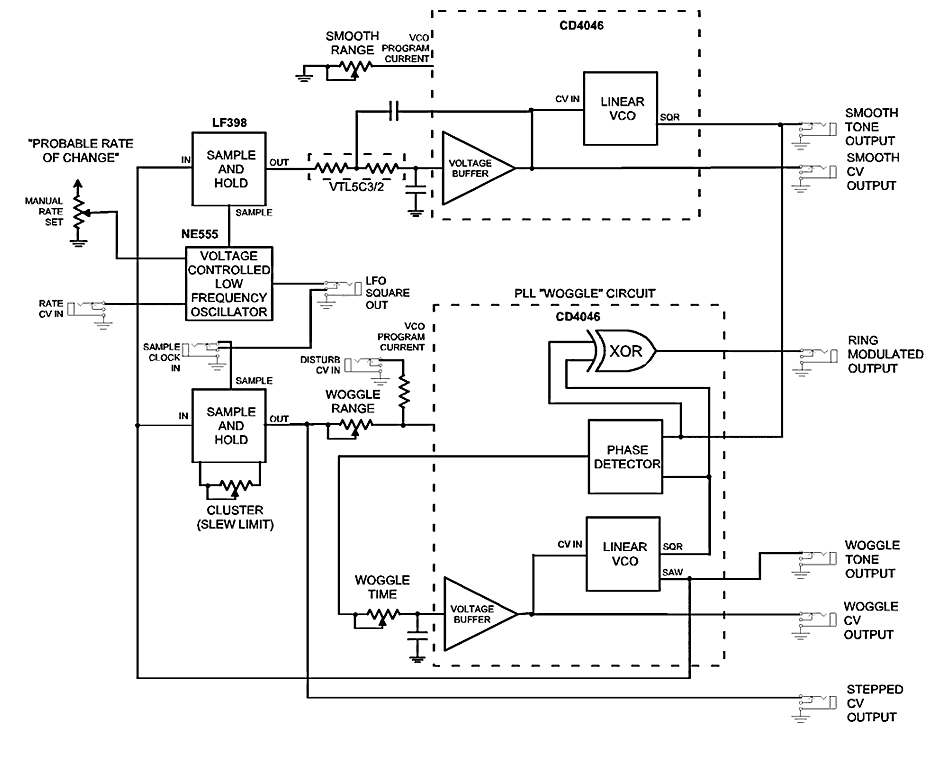 CD4046
SMOOTH
RANGE
VCO
PROGRAM
CURRENT
LINEAR
VCO
CV IN
SQR
SMOOTH
TONE
OUTPUT
LF398
"PROBABLE RATE
OF CHANGE"
SAMPLE
AND
HOLD
IN
OUT
VTL5C3/2
VOLTAGE
BUFFER
SMOOTH
CV
OUTPUT
MANUAL
RATE
SET
SAMPLE
NE555
VOLTAGE
CONTROLLED
LOW
FREQUENCY
OSCILLATOR
RATE
CV IN
LFO
SQUARE
OUT
PLL "WOGGLE" CIRCUIT
CD4046
VCO
PROGRAM
CURRENT
SAMPLE
CLOCK
IN
DISTURB
CV IN
XOR
RING
MODULATED
OUTPUT
SAMPLE
WOGGLE
RANGE
IN
SAMPLE
AND
HOLD
OUT
PHASE
DETECTOR
CLUSTER
(SLEW LIMIT)
CV IN
LINEAR
VCO
SQR
SAW
WOGGLE
TONE
OUTPUT
WOGGLE
TIME
VOLTAGE
BUFFER
WOGGLE
CV
OUTPUT
STEPPED
CV
OUTPUT